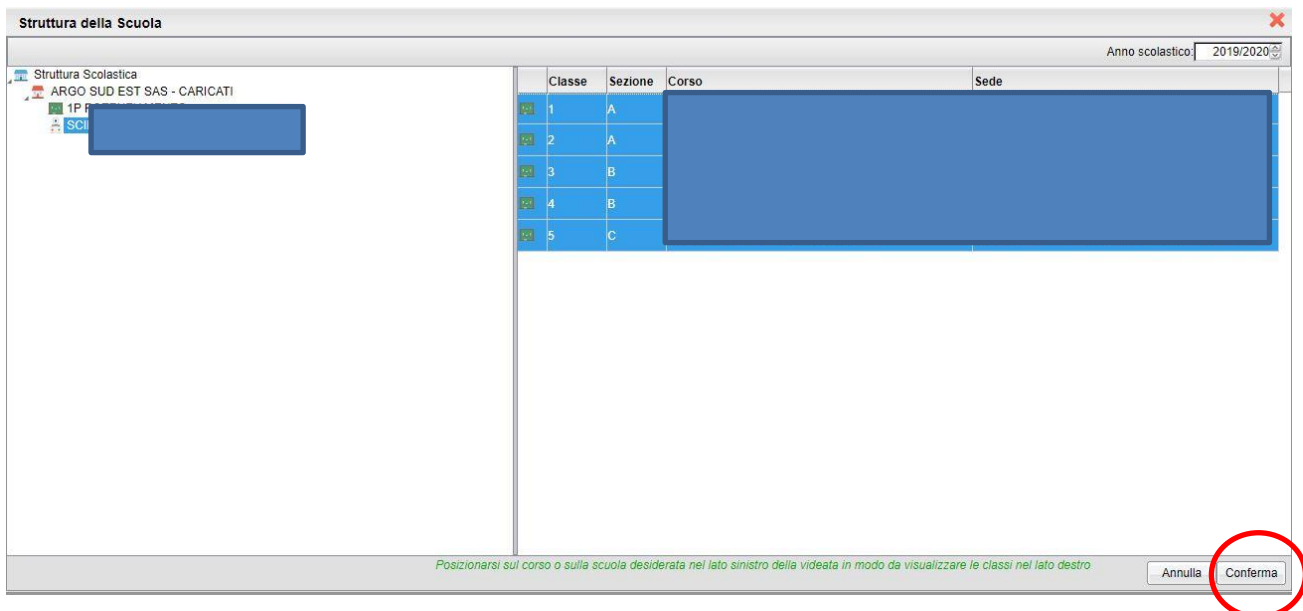 Struttura della Scuola
Anno scolastico: 2019/2020
Struttura Scolastica
ARGO SUD EST SAS - CARICATI
1P
Classe Sezione Corso Sede
1 A
2 A
3 B
4 B
5 C
Posizionarsi sul corso o sulla scuola desiderata nel lato sinistro della videata in modo da visualizzare le classi nel lato destro
Annulla Conferma